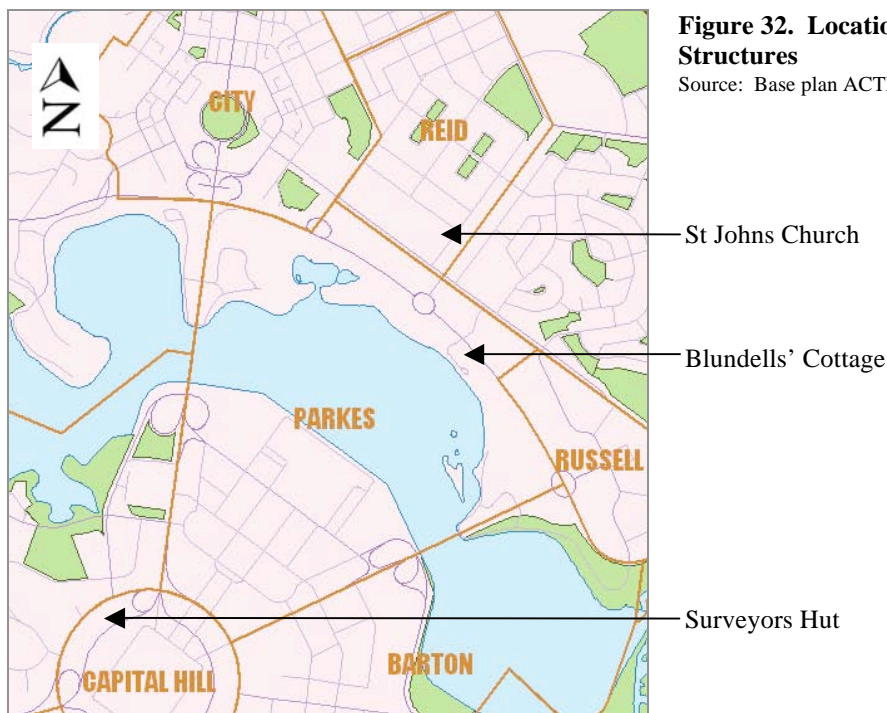 Figure 32. Locatio
Structures
Source: Base plan ACT
N
CITY
REID
St Johns Church
Blundells’ Cottage
PARKES
RUSSELL
Surveyors Hut
BARTON
CAPITAL HILL